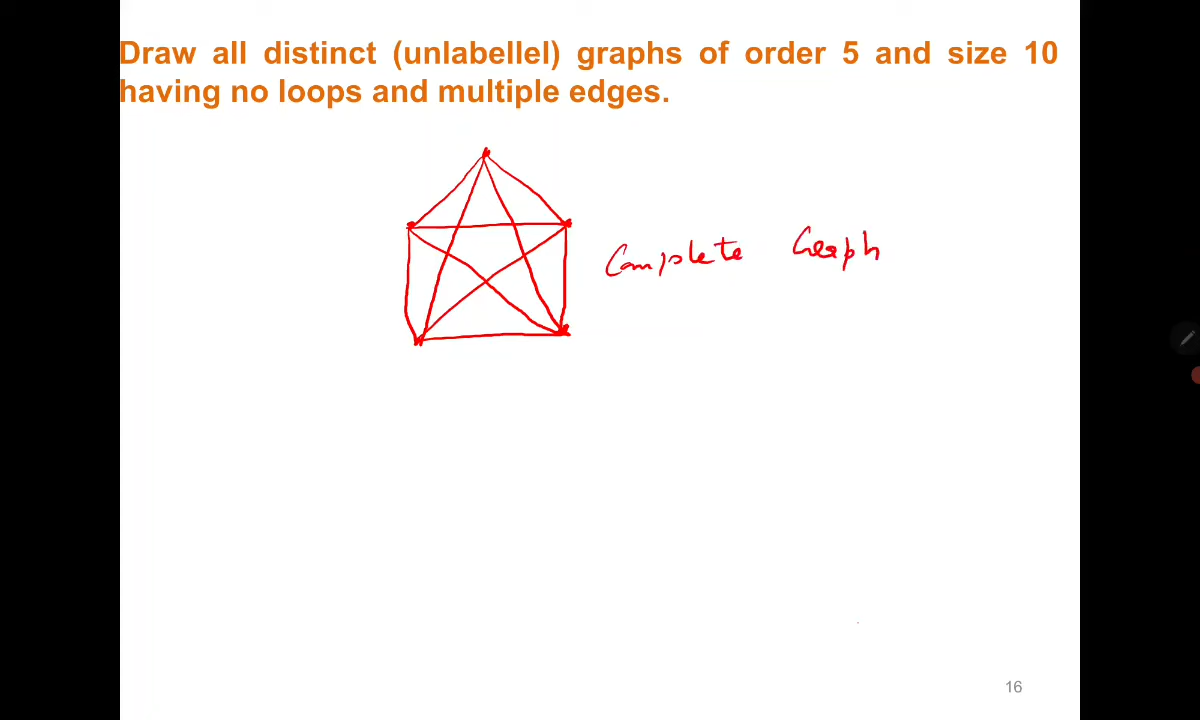 Draw all distinct (unlabellel) graphs of order 5 and size 10
having no loops and multiple edges.
Complete Graph
16